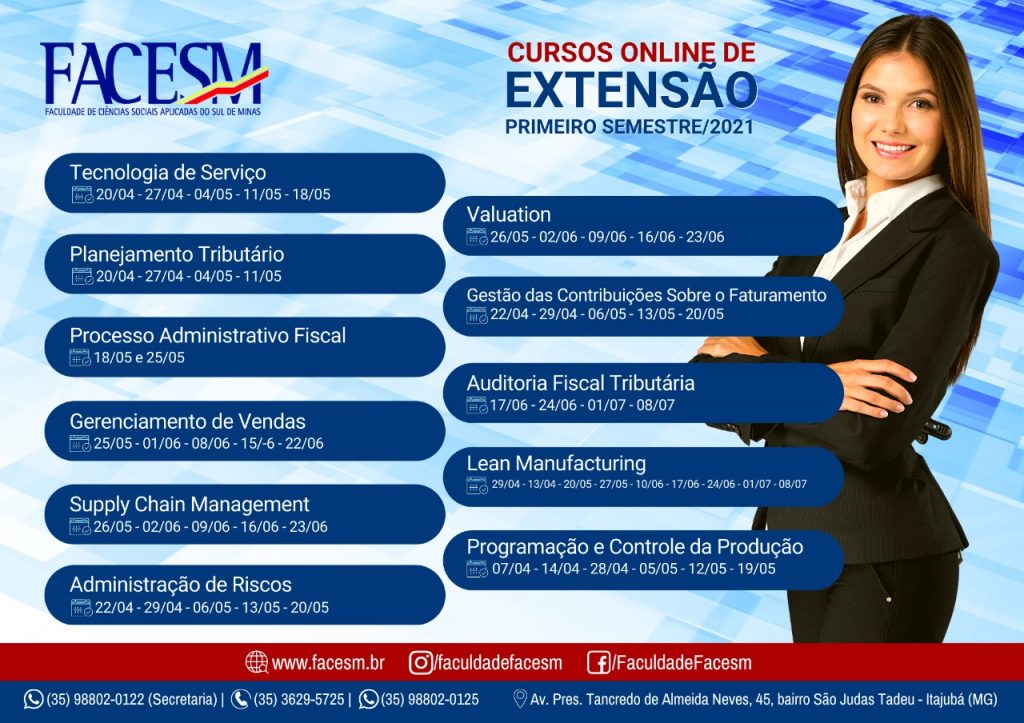 FACESM
FACULDADE DE CIÊNCIAS SOCIAIS APLICADAS DO SUL DE MINAS
CURSOS ONLINE DE
EXTENSÃO
PRIMEIRO SEMESTRE/2021
Tecnologia de Serviço
20/04 - 27/04 - 04/05 - 11/05 - 18/05
Planejamento Tributário
20/04 - 27/04 - 04/05 - 11/05
Processo Administrativo Fiscal
18/05 e 25/05
Gerenciamento de Vendas
25/05 - 01/06 - 08/06 - 15/-6 - 22/06
Supply Chain Management
26/05 - 02/06 - 09/06 - 16/06 - 23/06
Administração de Riscos
22/04 - 29/04 - 06/05 - 13/05 - 20/05
Valuation
26/05 - 02/06 - 09/06 - 16/06 - 23/06
Gestão das Contribuições Sobre o Faturamento
22/04 - 29/04 - 06/05 - 13/05 - 20/05
Auditoria Fiscal Tributária
17/06 - 24/06 - 01/07 - 08/07
Lean Manufacturing
29/04 - 13/04 - 20/05 - 27/05 - 10/06 - 17/06 - 24/06 - 01/07 - 08/07
Programação e Controle da Produção
07/04 - 14/04 - 28/04 - 05/05 - 12/05 - 19/05
www.facesm.br /faculdadefacesm /FaculdadeFacesm
(35) 98802-0122 (Secretaria) | (35) 3629-5725 | (35) 98802-0125 Av. Pres. Tancredo de Almeida Neves, 45, bairro São Judas Tadeu - Itajubá (MG)